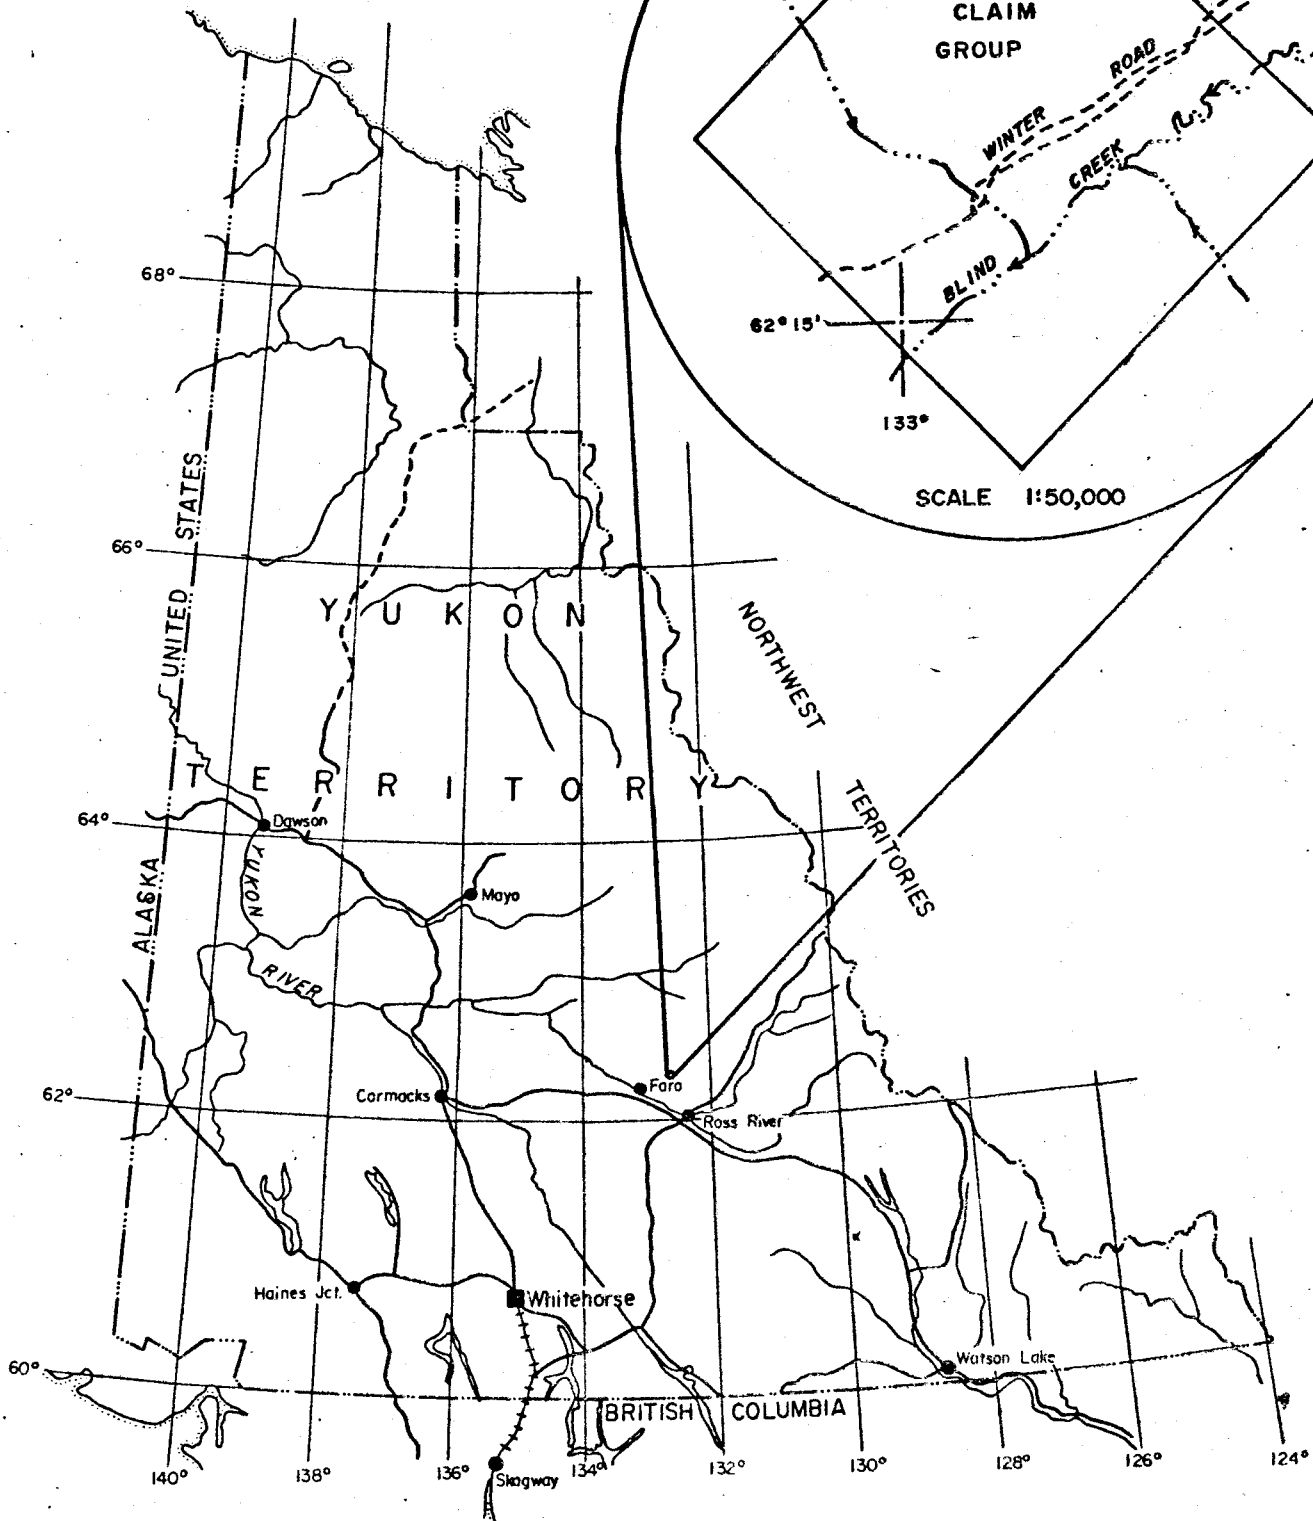 CLAIM
GROUP
WINTER ROAD
BLIND CREEK
62° 15'
133°
SCALE 1:50,000
68°
66°
64°
62°
60°
UNITED STATES
ALASKA
YUKON
TERRITORY
NORTHWEST
TERRITORIES
Dawson
YUKON
RIVER
Mayo
Faro
Carmacks
Ross River
Haines Jct.
Whitehorse
Watson Lake
BRITISH COLUMBIA
Skagway
140° 138° 136° 134° 132° 130° 128° 126° 124°